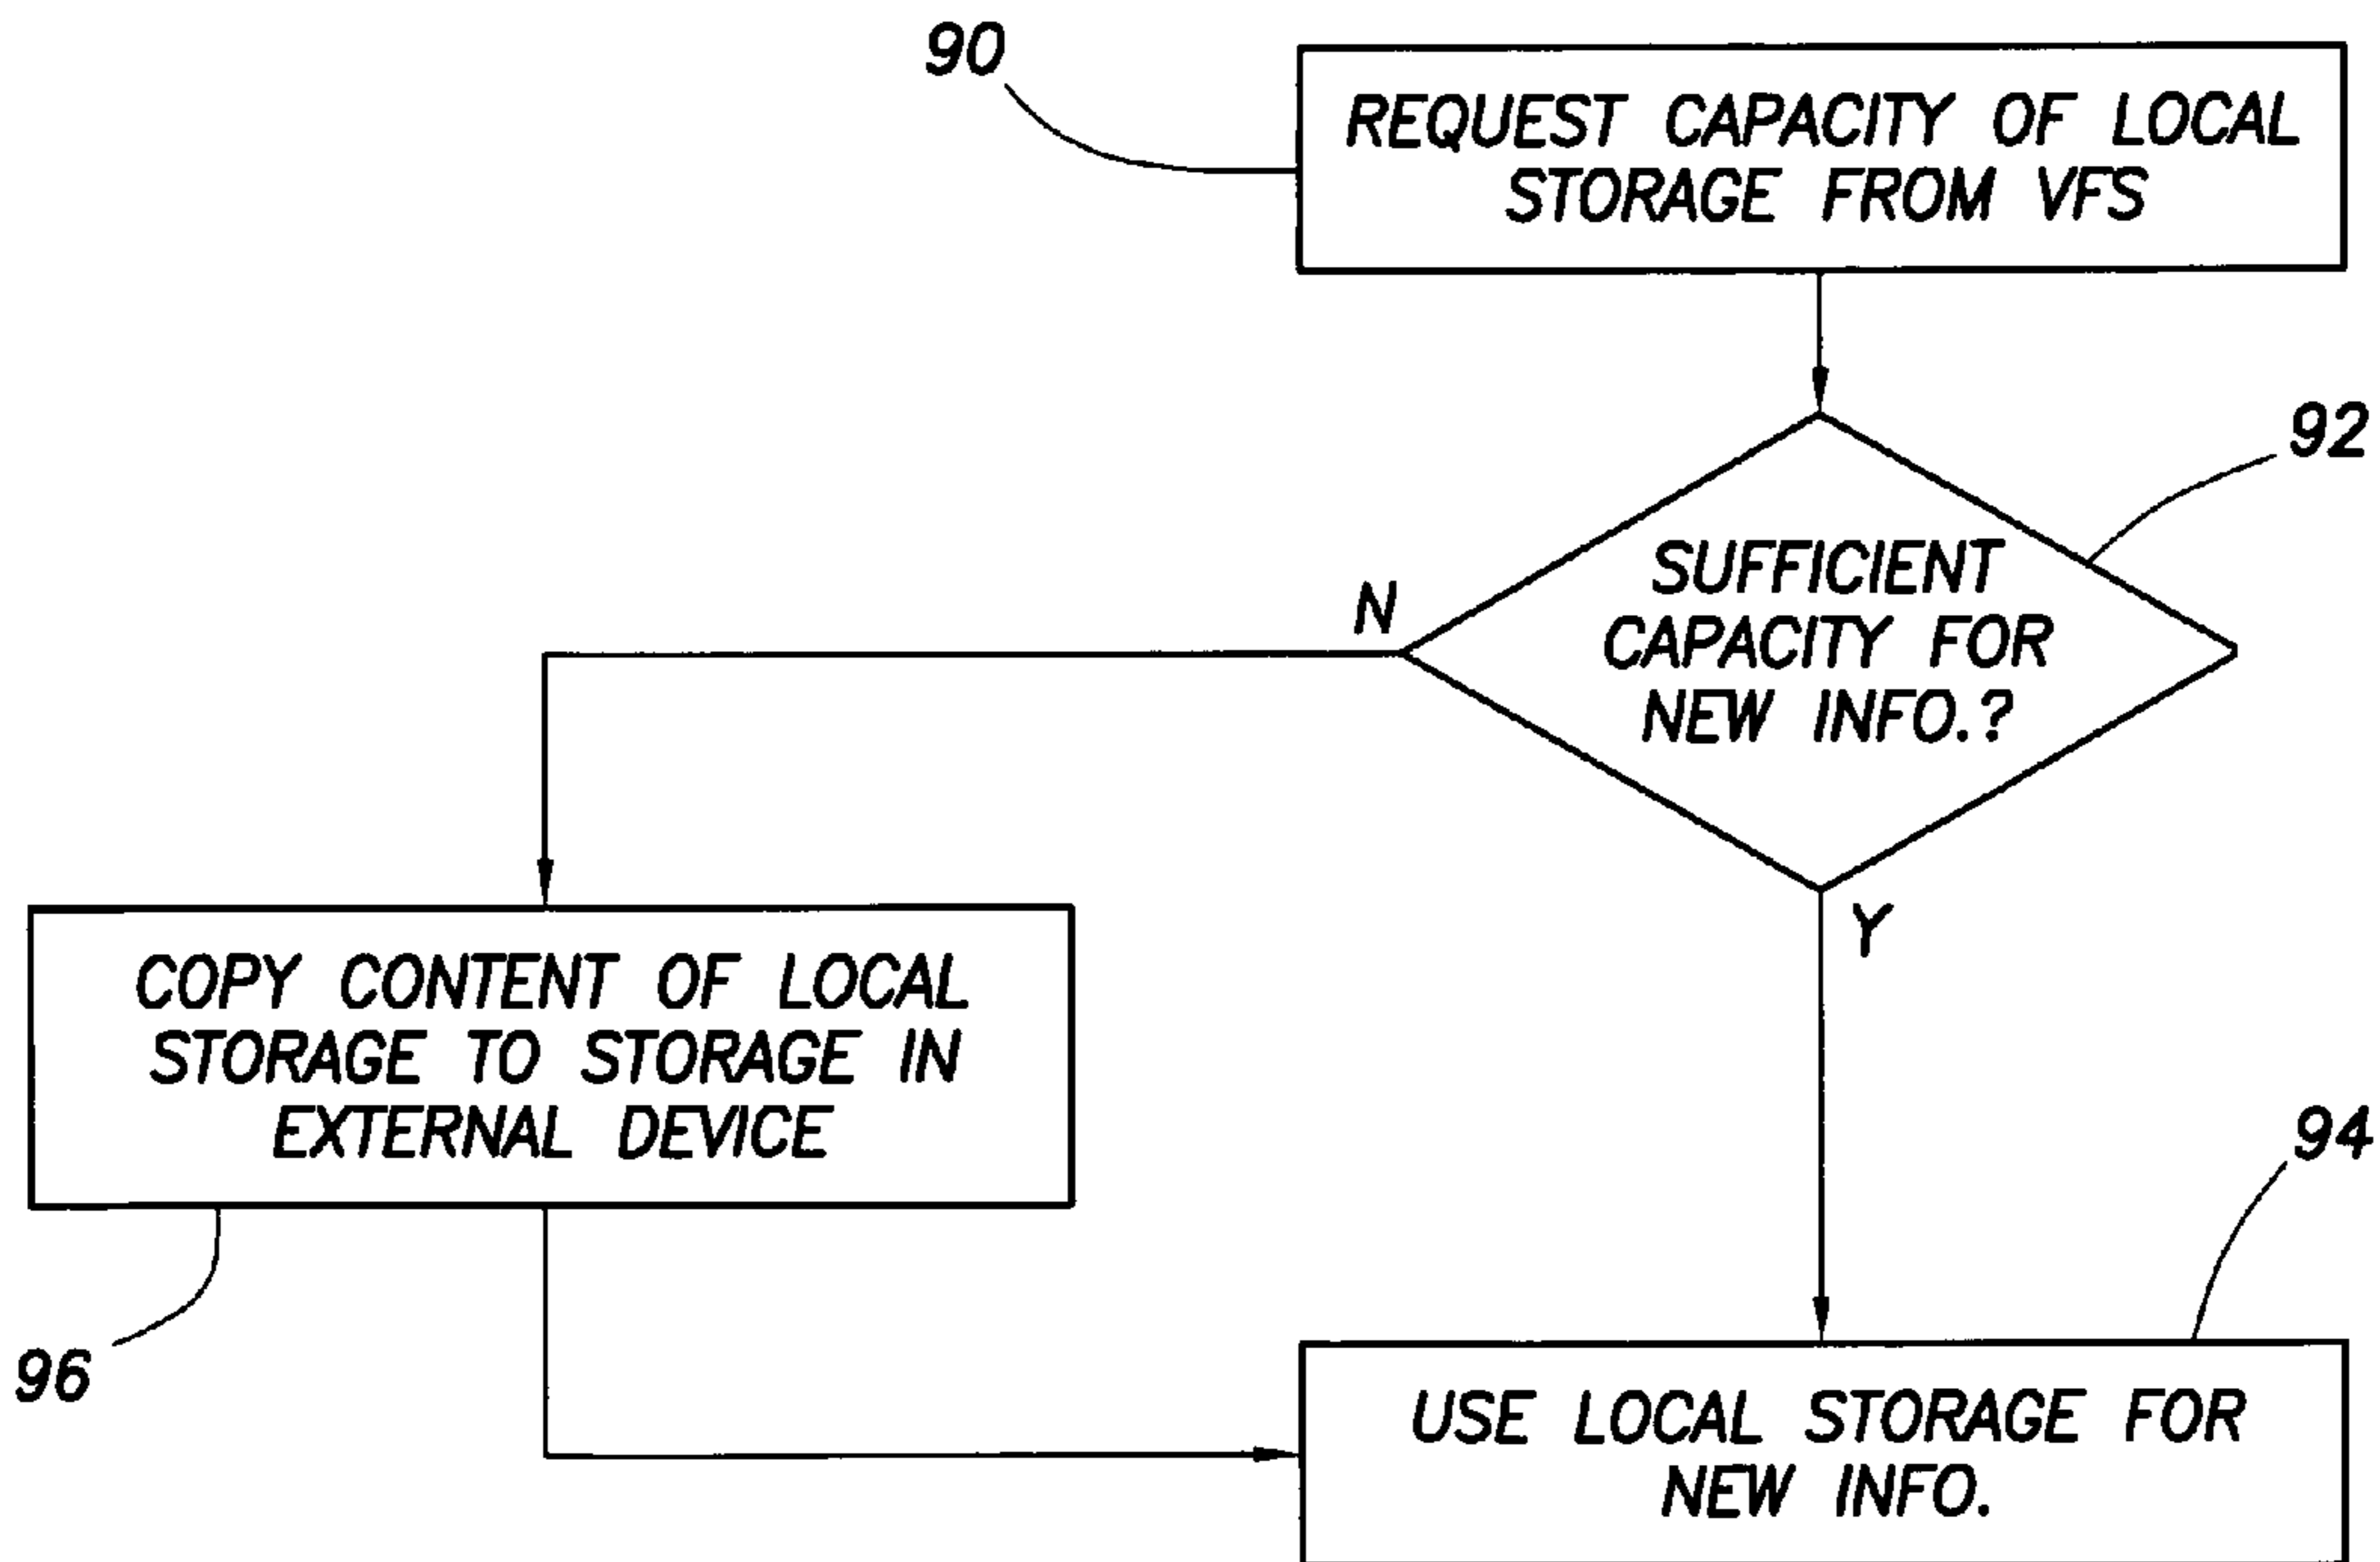 90
REQUEST CAPACITY OF LOCAL
STORAGE FROM VFS
92
SUFFICIENT
CAPACITY FOR
NEW INFO.?
N
Y
COPY CONTENT OF LOCAL
STORAGE TO STORAGE IN
EXTERNAL DEVICE
96
94
USE LOCAL STORAGE FOR
NEW INFO.